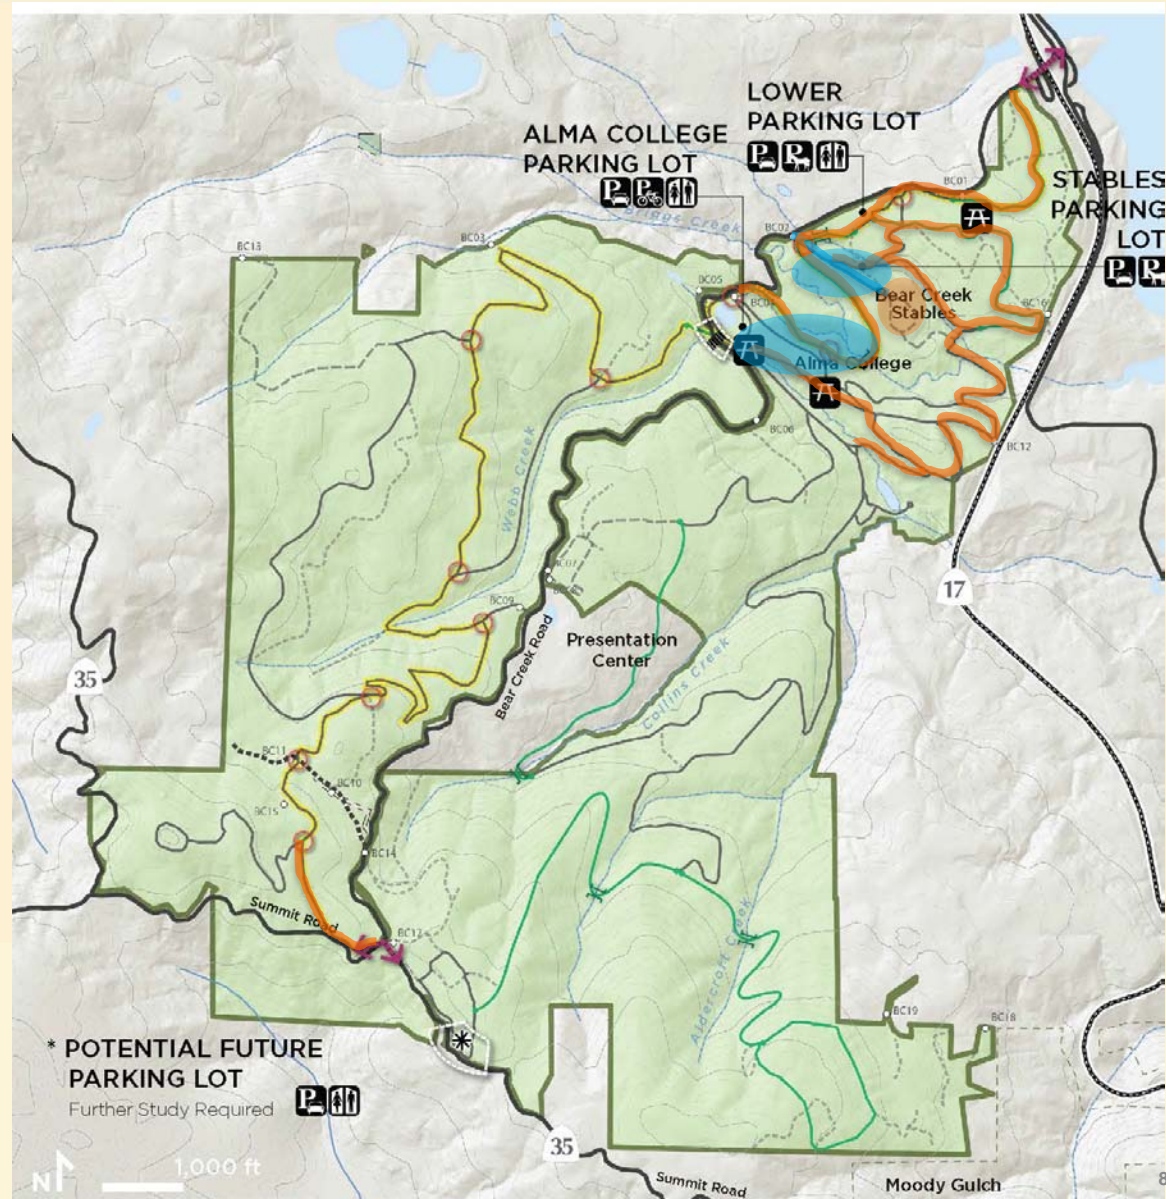 LOWER
PARKING LOT
ALMA COLLEGE
PARKING LOT
STABLES
PARKING
LOT
BC01
BC02
Briggs Creek
BC03
BC13
BC05
BC04
Bear Creek
Stables
BC16
Alma College
BC06
BC12
Webb Creek
17
BC07
BC09
Presentation
Center
Bear Creek Road
Collins Creek
35
BC11
BC10
BC15
BC14
Summit Road
BC17
Aldercroft Creek
BC19
BC18
* POTENTIAL FUTURE
PARKING LOT
Further Study Required
*
35
N
1,000 ft
Summit Road
Moody Gulch